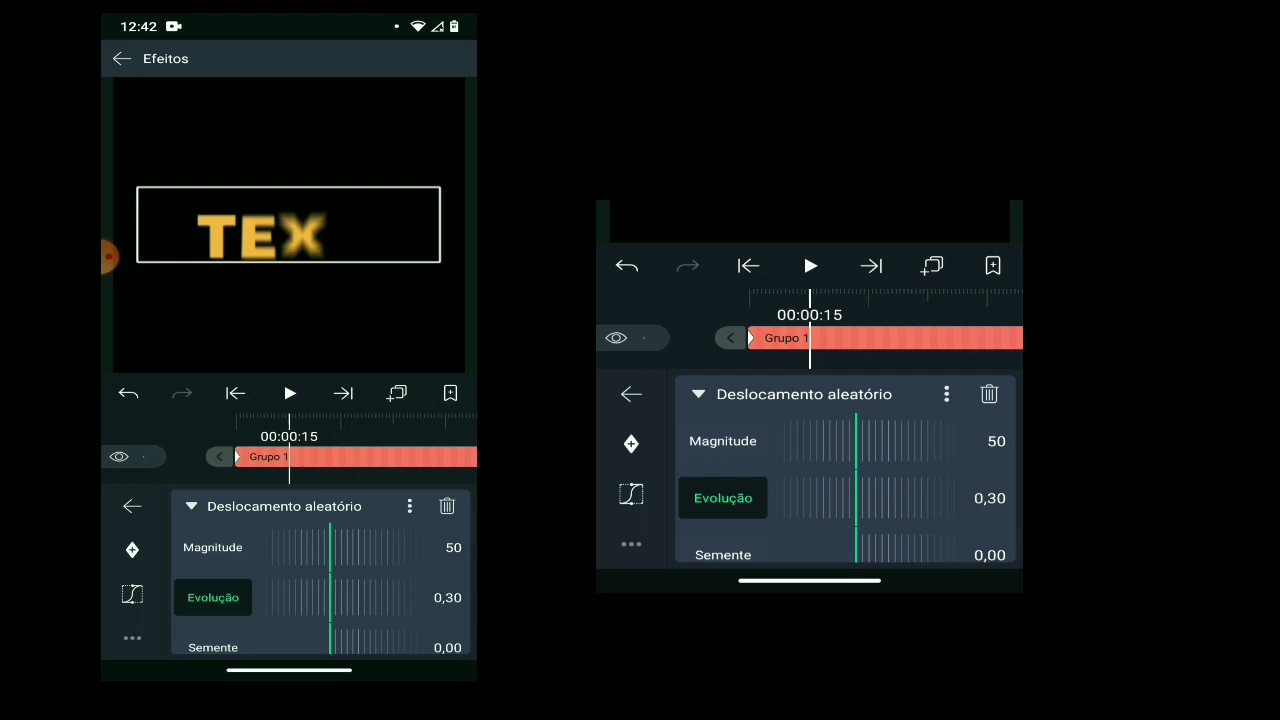 12:42
Efeitos
TEX
00:00:15
Grupo 1
Deslocamento aleatório
Magnitude 50
Evolução 0,30
Semente 0,00
00:00:15
Grupo 1
Deslocamento aleatório
Magnitude 50
Evolução 0,30
Semente 0,00